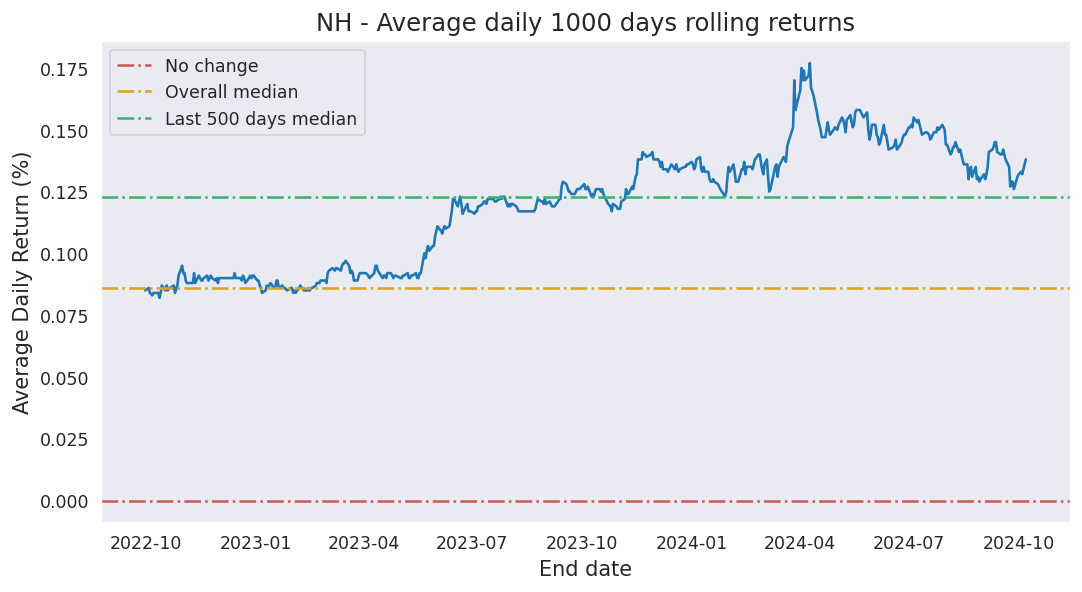 NH - Average daily 1000 days rolling returns
No change
Overall median
Last 500 days median
Average Daily Return (%)
0.175
0.150
0.125
0.100
0.075
0.050
0.025
0.000
2022-10 2023-01 2023-04 2023-07 2023-10 2024-01 2024-04 2024-07 2024-10
End date